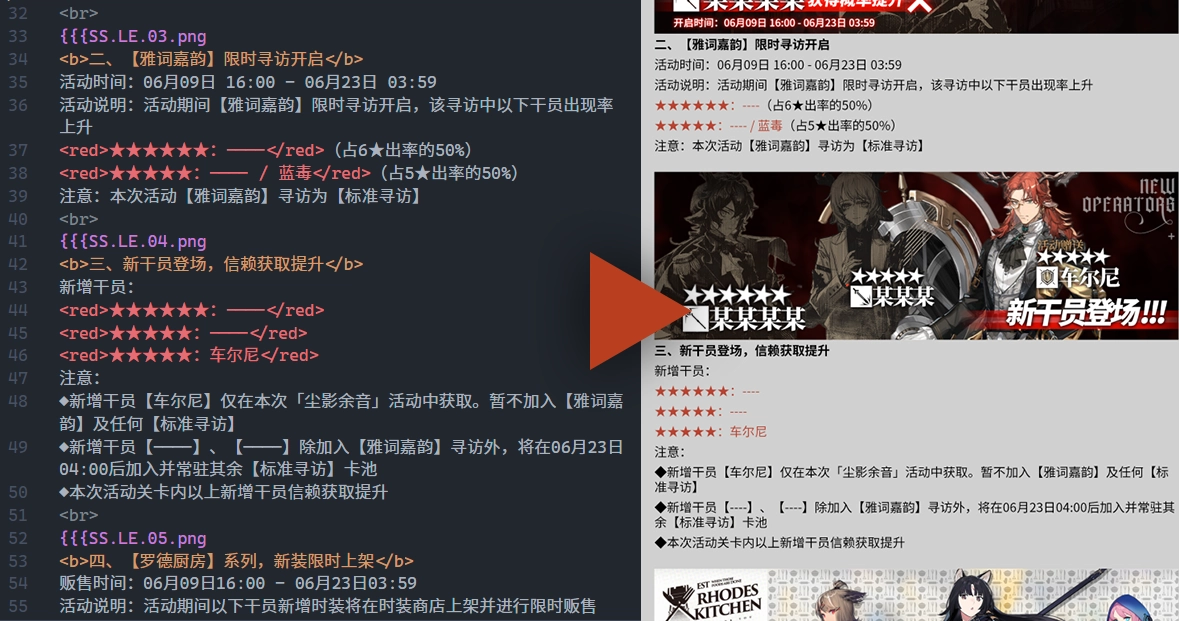 32 <br>
33 {{{SS.LE.03.png
34 <b>二、【雅词嘉韵】限时寻访开启</b>
35 活动时间：06月09日 16:00 - 06月23日 03:59
36 活动说明：活动期间【雅词嘉韵】限时寻访开启，该寻访中以下干员出现率
上升
37 <red>★★★★★★：----</red>（占6★出率的50%）
38 <red>★★★★★：---- / 蓝毒</red>（占5★出率的50%）
39 注意：本次活动【雅词嘉韵】寻访为【标准寻访】
40 <br>
41 {{{SS.LE.04.png
42 <b>三、新干员登场，信赖获取提升</b>
43 新增干员：
44 <red>★★★★★★：----</red>
45 <red>★★★★★：----</red>
46 <red>★★★★★：车尔尼</red>
47 注意：
48 ◆新增干员【车尔尼】仅在本次「尘影余音」活动中获取。暂不加入【雅词嘉
韵】及任何【标准寻访】
49 ◆新增干员【----】、【----】除加入【雅词嘉韵】寻访外，将在06月23日
04:00后加入并常驻其余【标准寻访】卡池
50 ◆本次活动关卡内以上新增干员信赖获取提升
51 <br>
52 {{{SS.LE.05.png
53 <b>四、【罗德厨房】系列，新装限时上架</b>
54 贩售时间：06月09日16:00 - 06月23日03:59
55 活动说明：活动期间以下干员新增时装将在时装商店上架并进行限时贩售
某某某某 获得概率提升
开启时间：06月09日 16:00 - 06月23日 03:59
二、【雅词嘉韵】限时寻访开启
活动时间：06月09日 16:00 - 06月23日 03:59
活动说明：活动期间【雅词嘉韵】限时寻访开启，该寻访中以下干员出现率上升
★★★★★★：----（占6★出率的50%）
★★★★★：---- / 蓝毒（占5★出率的50%）
注意：本次活动【雅词嘉韵】寻访为【标准寻访】
NEW
OPERATORS
活动赠送
★★★★★
车尔尼
★★★★★
某某某
★★★★★★
某某某某
新干员登场!!!
三、新干员登场，信赖获取提升
新增干员：
★★★★★★：----
★★★★★：----
★★★★★：车尔尼
注意：
◆新增干员【车尔尼】仅在本次「尘影余音」活动中获取。暂不加入【雅词嘉韵】及任何【标
准寻访】
◆新增干员【----】、【----】除加入【雅词嘉韵】寻访外，将在06月23日04:00后加入并常驻其
余【标准寻访】卡池
◆本次活动关卡内以上新增干员信赖获取提升
EST
RHODES
KITCHEN